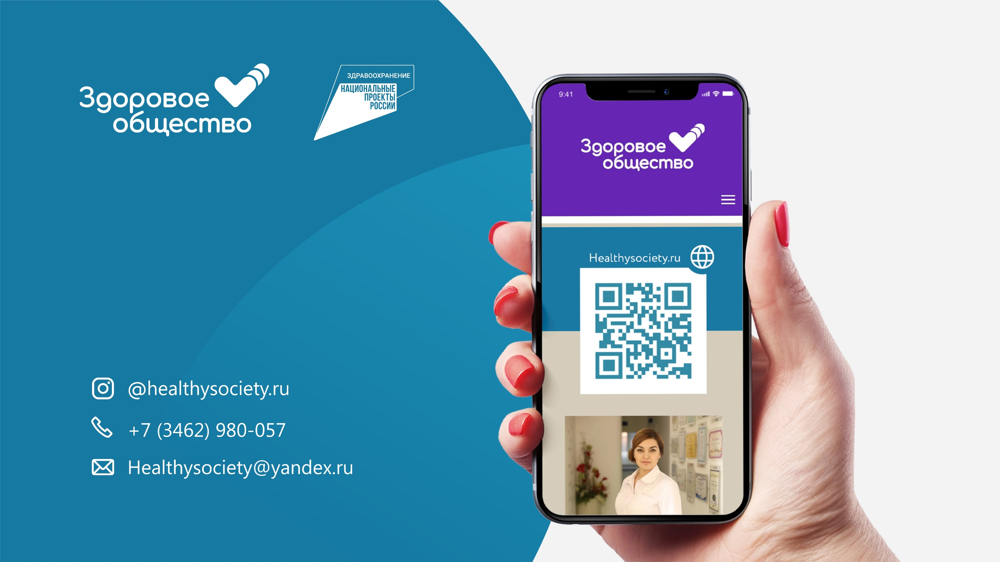 Здоровое
общество
ЗДРАВООХРАНЕНИЕ
НАЦИОНАЛЬНЫЕ
ПРОЕКТЫ
РОССИИ
@healthysociety.ru
+7 (3462) 980-057
Healthysociety@yandex.ru
9:41
Здоровое
общество
Healthysociety.ru